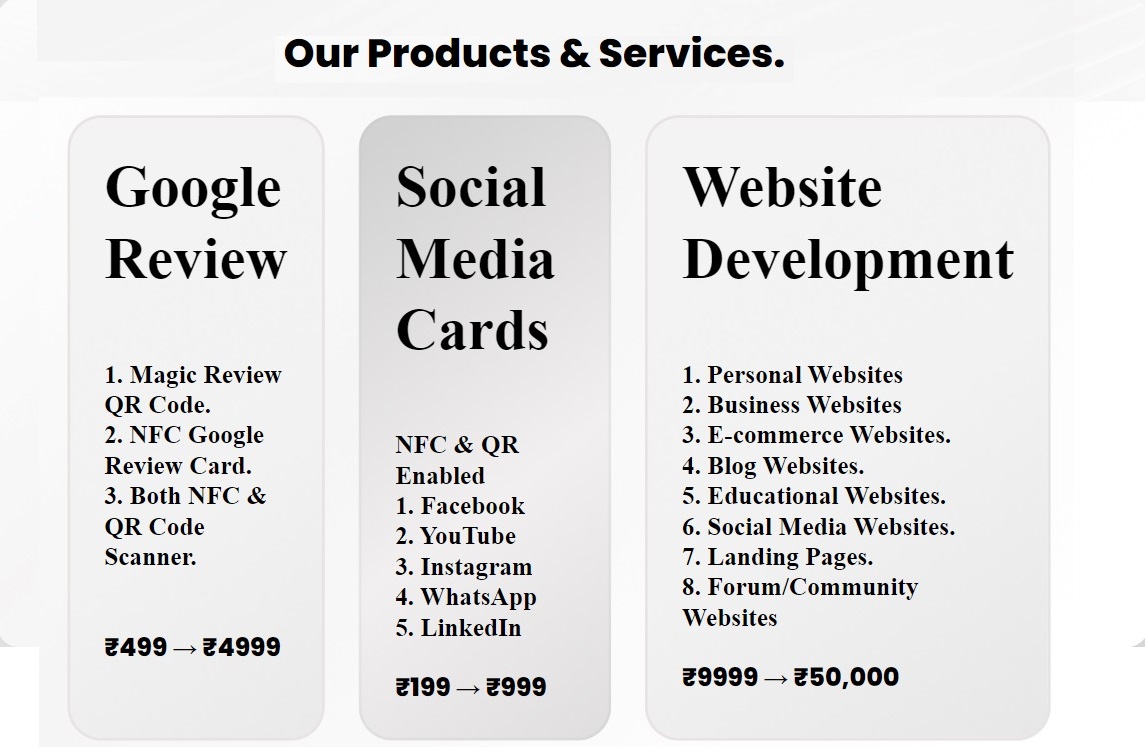 Our Products & Services.
Google
Review
1. Magic Review
QR Code.
2. NFC Google
Review Card.
3. Both NFC &
QR Code
Scanner.
₹499 → ₹4999
Social
Media
Cards
NFC & QR
Enabled
1. Facebook
2. YouTube
3. Instagram
4. WhatsApp
5. LinkedIn
₹199 → ₹999
Website
Development
1. Personal Websites
2. Business Websites
3. E-commerce Websites.
4. Blog Websites.
5. Educational Websites.
6. Social Media Websites.
7. Landing Pages.
8. Forum/Community
Websites
₹9999 → ₹50,000